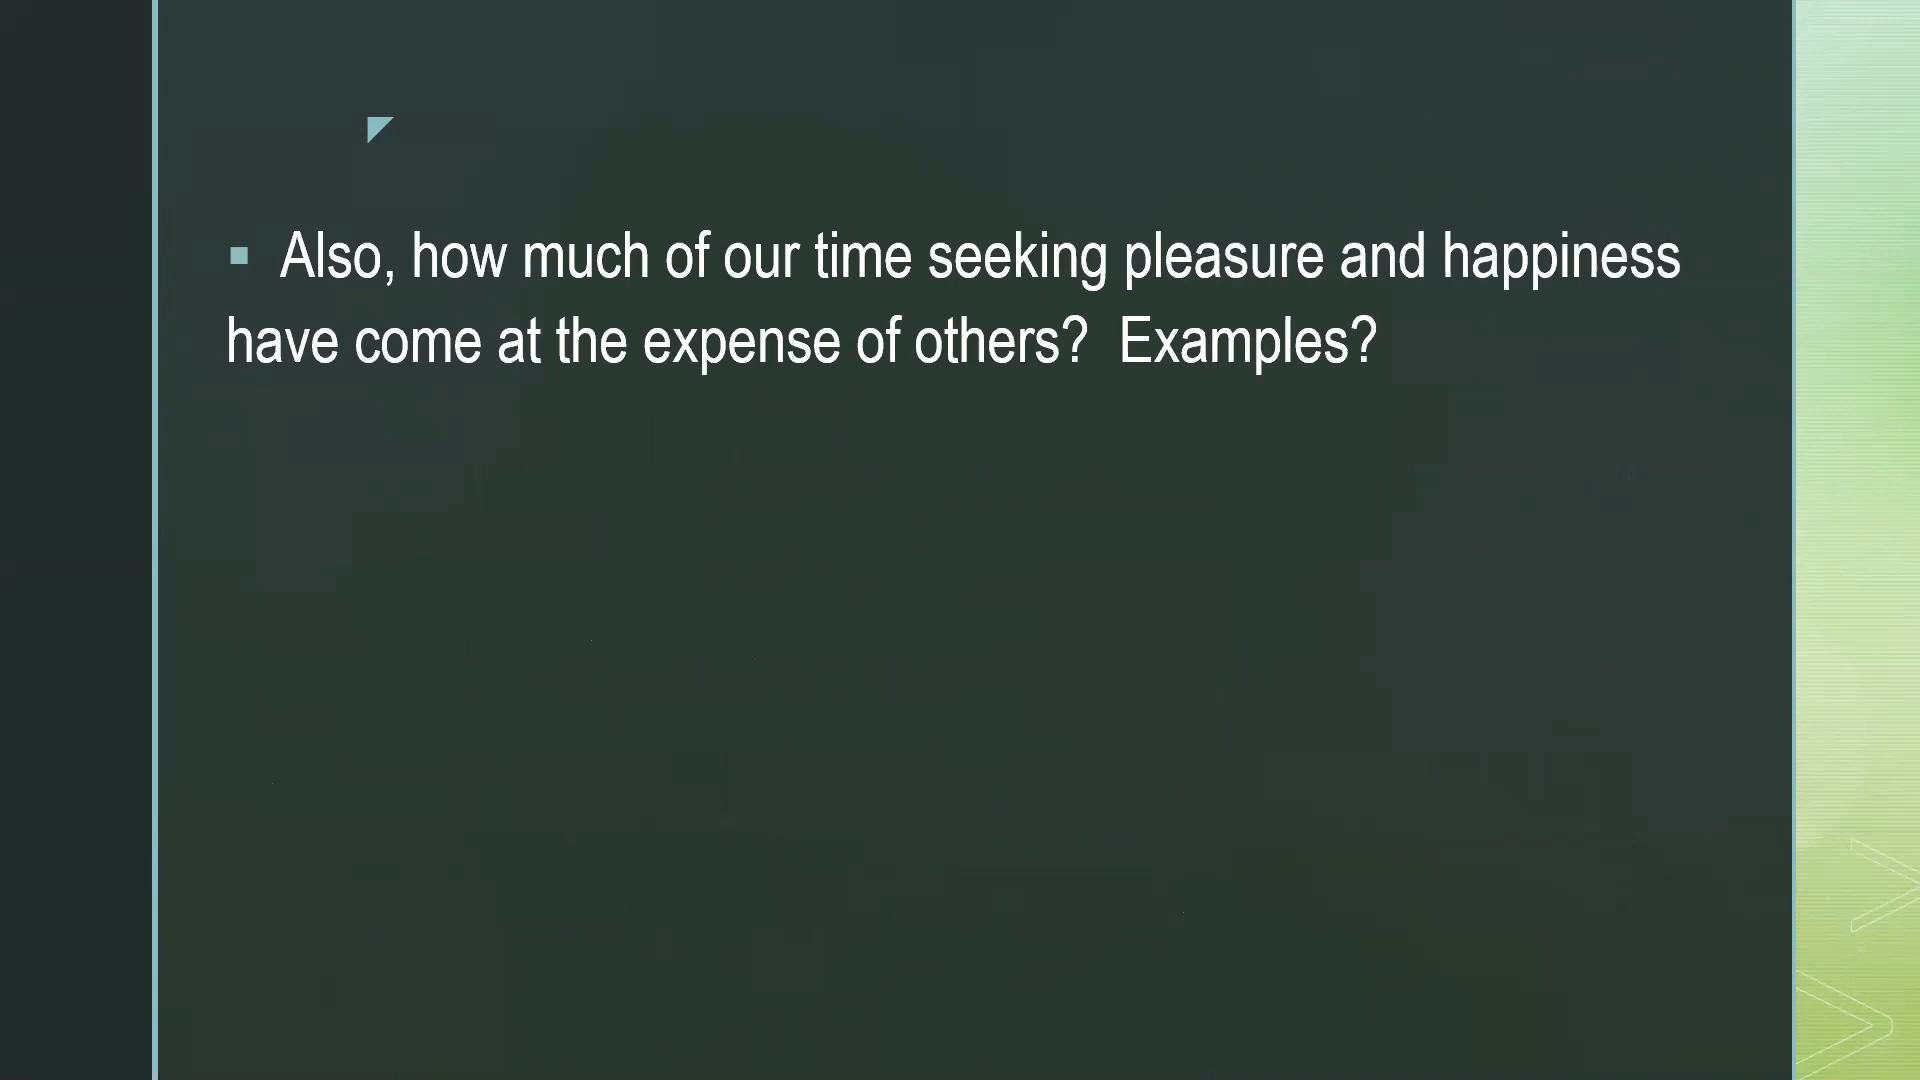 Also, how much of our time seeking pleasure and happiness
have come at the expense of others?  Examples?